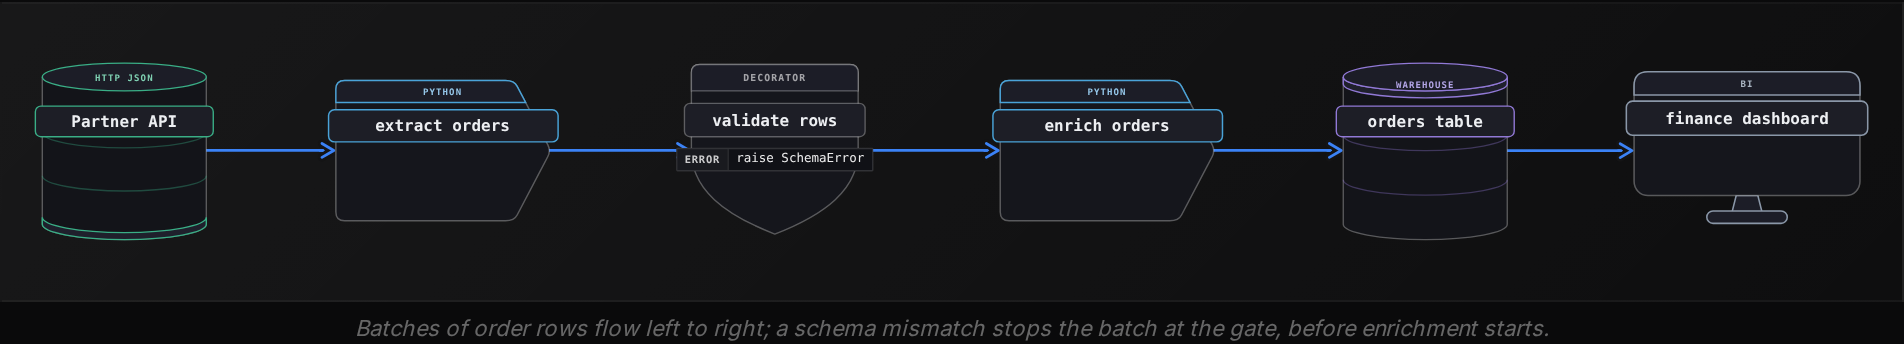 HTTP JSON
Partner API
PYTHON
extract orders
DECORATOR
validate rows
ERROR raise SchemaError
PYTHON
enrich orders
WAREHOUSE
orders table
BI
finance dashboard
Batches of order rows flow left to right; a schema mismatch stops the batch at the gate, before enrichment starts.